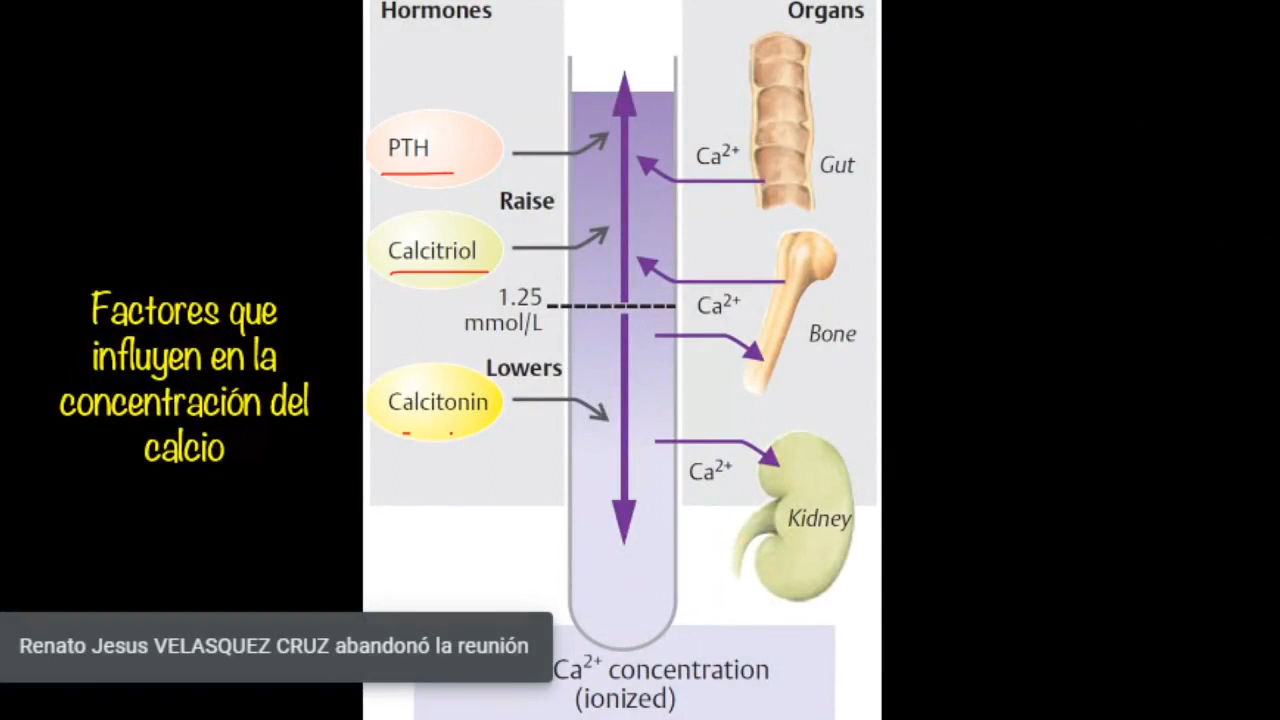 Hormones
Organs
PTH
Ca²⁺
Gut
Raise
Calcitriol
1.25
mmol/L
Ca²⁺
Bone
Lowers
Calcitonin
Ca²⁺
Kidney
Factores que
influyen en la
concentración del
calcio
Renato Jesus VELASQUEZ CRUZ abandonó la reunión
Ca²⁺ concentration
(ionized)